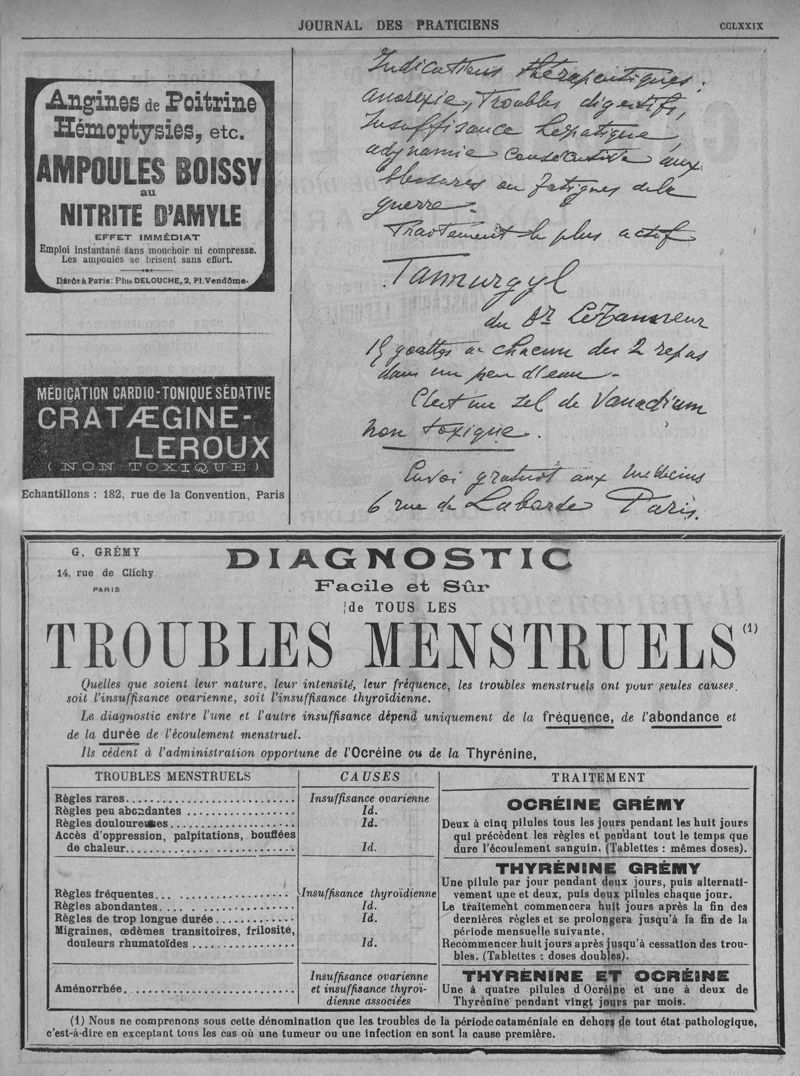 JOURNAL DES PRATICIENS
CCLXXIX
Angines de Poitrine
Hémoptysies, etc.
AMPOULES BOISSY
au
NITRITE D'AMYLE
EFFET IMMÉDIAT
Emploi instantané sans mouchoir ni compresse.
Les ampoules se brisent sans effort.
Dépôt à Paris: Phie DELOUCHE, 2, Pl. Vendôme.
MÉDICATION CARDIO-TONIQUE SÉDATIVE
CRATÆGINE-
LEROUX
( NON TOXIQUE )
Echantillons : 182, rue de la Convention, Paris
Indications thérapeutiques :
anorexie, Troubles digestifs,
Insuffisance hépatique,
adynamie consécutive aux
blessures ou fatigues de la
guerre.
Traitement le plus actif
Tanurgyl
du Dr Le Tanneur
15 gouttes à chacun des 2 repas
dans un peu d'eau.
C'est un sel de Vanadium
non toxique.
Envoi gratuit aux médecins
6 rue de Laborde Paris.
G. GRÉMY
14, rue de Clichy
PARIS
DIAGNOSTIC
Facile et Sûr
de TOUS LES
TROUBLES MENSTRUELS (1)
Quelles que soient leur nature, leur intensité, leur fréquence, les troubles menstruels ont pour seules causes,
soit l'insuffisance ovarienne, soit l'insuffisance thyroïdienne.
Le diagnostic entre l'une et l'autre insuffisance dépend uniquement de la fréquence, de l'abondance et
de la durée de l'écoulement menstruel.
Ils cèdent à l'administration opportune de l'Ocréine ou de la Thyrénine,
TROUBLES MENSTRUELS
CAUSES
TRAITEMENT
Règles rares
Insuffisance ovarienne
Règles peu abondantes
Id.
Règles douloureuses
Id.
Accès d'oppression, palpitations, bouffées
de chaleur
Id.
OCRÉINE GRÉMY
Deux à cinq pilules tous les jours pendant les huit jours
qui précèdent les règles et pendant tout le temps que
dure l'écoulement sanguin. (Tablettes : mêmes doses).
Règles fréquentes
Insuffisance thyroïdienne
Règles abondantes
Id.
Règles de trop longue durée
Id.
Migraines, œdèmes transitoires, frilosité,
douleurs rhumatoïdes
Id.
THYRÉNINE GRÉMY
Une pilule par jour pendant deux jours, puis alternati-
vement une et deux, puis deux pilules chaque jour.
Le traitement commencera huit jours après la fin des
dernières règles et se prolongera jusqu'à la fin de la
période mensuelle suivante.
Recommencer huit jours après jusqu'à cessation des trou-
bles. (Tablettes : doses doubles).
Aménorrhée
Insuffisance ovarienne
et insuffisance thyroï-
dienne associées
THYRÉNINE ET OCRÉINE
Une à quatre pilules d'Ocréine et une à deux de
Thyrénine pendant vingt jours par mois.
(1) Nous ne comprenons sous cette dénomination que les troubles de la période cataméniale en dehors de tout état pathologique,
c'est-à-dire en exceptant tous les cas où une tumeur ou une infection en sont la cause première.